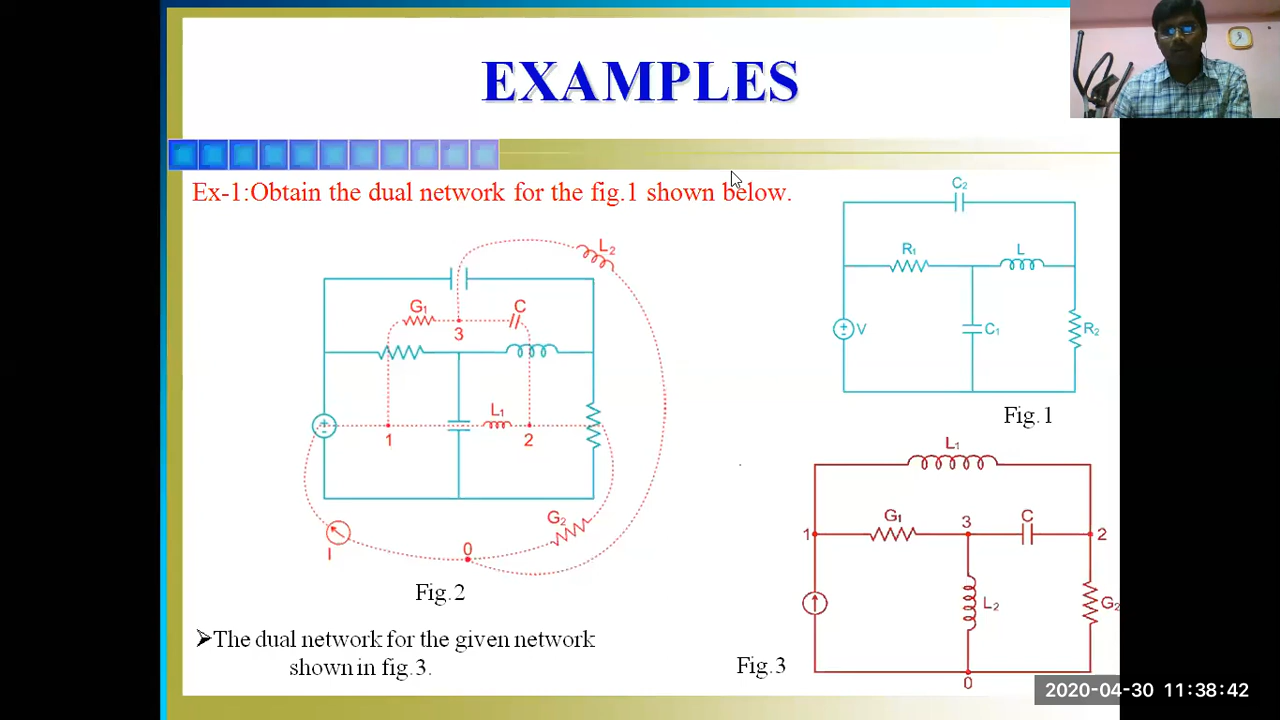 EXAMPLES
Ex-1:Obtain the dual network for the fig.1 shown below.
C2
R1
L
V
C1
R2
Fig.1
L2
G1
C
3
L1
1
2
G2
I
0
Fig.2
L1
G1
3
C
1
2
L2
G2
0
Fig.3
➢The dual network for the given network
shown in fig.3.
2020-04-30 11:38:42